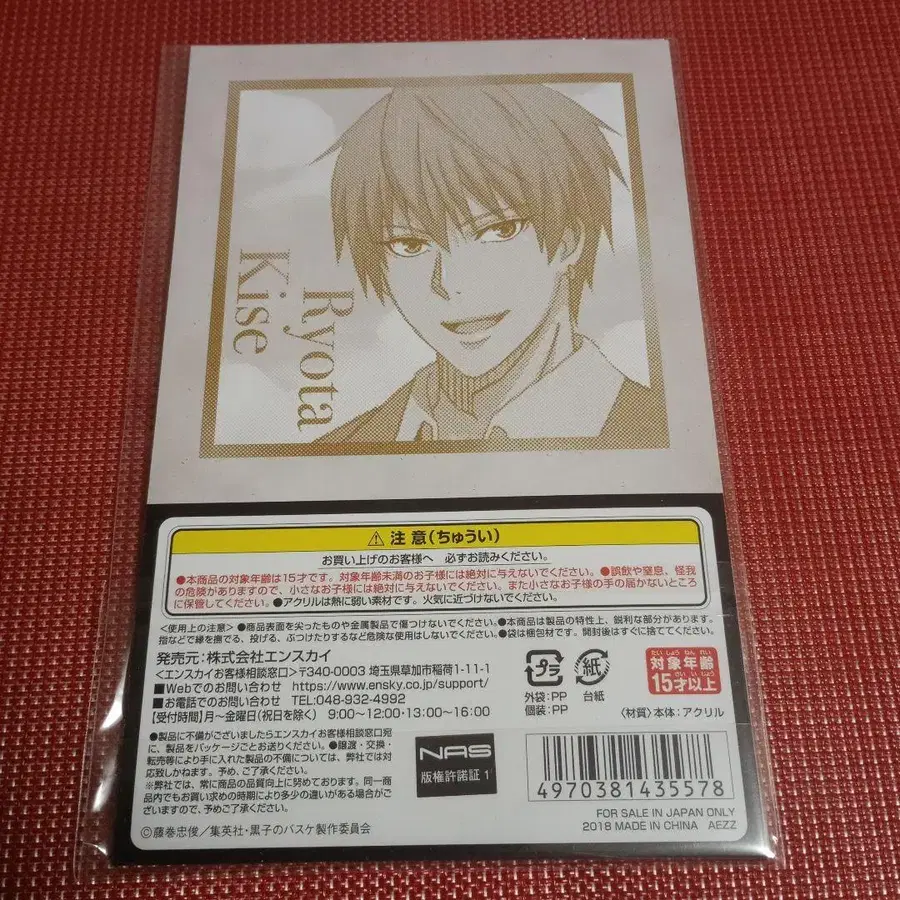 Ryota
Kise
⚠ 注意(ちゅうい)
お買い上げのお客様へ 必ずお読みください。
●本商品の対象年齢は15才です。対象年齢未満のお子様には絶対に与えないでください。●誤飲や窒息、怪我
の危険がありますので、小さなお子様には絶対に与えないでください。また小さなお子様の手の届かないところ
に保管してください。●アクリルは熱に弱い素材です。火気に近づけないでください。
<使用上の注意> ●商品表面を尖ったものや金属製品で傷つけないでください。●本商品は製品の特性上、鋭利な部分があります。
指などで縁を撫でる、投げる、ぶつけたりするなど危険な使用はしないでください。●袋は梱包材です。開封後はすぐに捨ててください。
発売元:株式会社エンスカイ
<エンスカイお客様相談窓口>〒340-0003 埼玉県草加市稲荷1-11-1
■Webでのお問い合わせ https://www.ensky.co.jp/support/
■お電話でのお問い合わせ TEL:048-932-4992
【受付時間】月〜金曜日(祝日を除く) 9:00〜12:00・13:00〜16:00
プラ
外袋:PP
個装:PP
紙
台紙
たいしょうねんれい
対象年齢
さいいじょう
15才以上
<材質>本体:アクリル
●製品に不備がございましたらエンスカイお客様相談窓口宛
に、製品をパッケージごとお送りください。●譲渡・交換・
転売等により手に入れた製品の不備については、弊社では対
応致しかねます。予め、ご了承ください。
※弊社では、常に商品の品質向上に努めております。同一商
品内でもお買い求めの時期により多少の違いがある場合がご
ざいますので、予めご了承ください。
NAS
版権許諾証 1
4970381435578
FOR SALE IN JAPAN ONLY
2018 MADE IN CHINA AEZZ
©藤巻忠俊/集英社・黒子のバスケ製作委員会